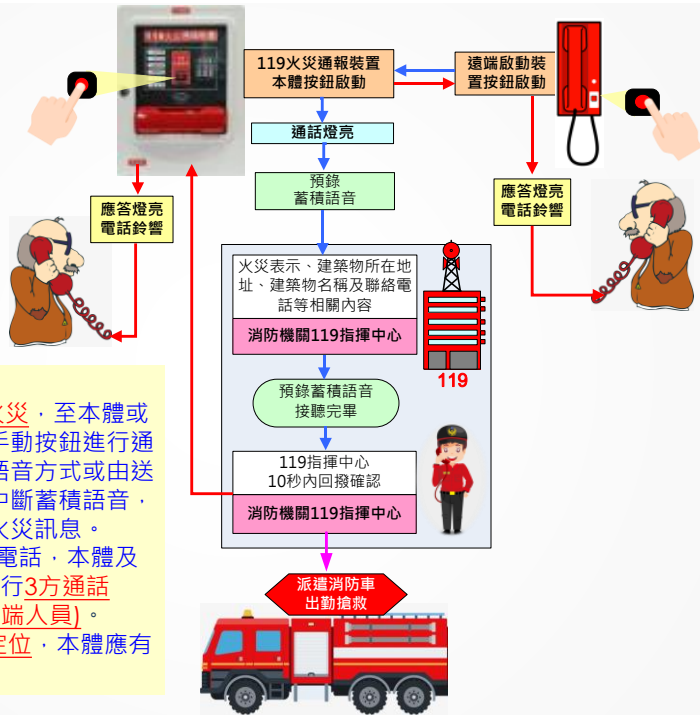 119火災通報裝置
本體按鈕啟動
遠端啟動裝
置按鈕啟動
通話燈亮
預錄
蓄積語音
應答燈亮
電話鈴響
應答燈亮
電話鈴響
火災表示、建築物所在地
址、建築物名稱及聯絡電
話等相關內容
消防機關119指揮中心
119
預錄蓄積語音
接聽完畢
119指揮中心
10秒內回撥確認
消防機關119指揮中心
派遣消防車
出勤搶救
火災，至本體或
手動按鈕進行通
語音方式或由送
中斷蓄積語音，
火災訊息。
電話，本體及
行3方通話
端人員)。
定位，本體應有